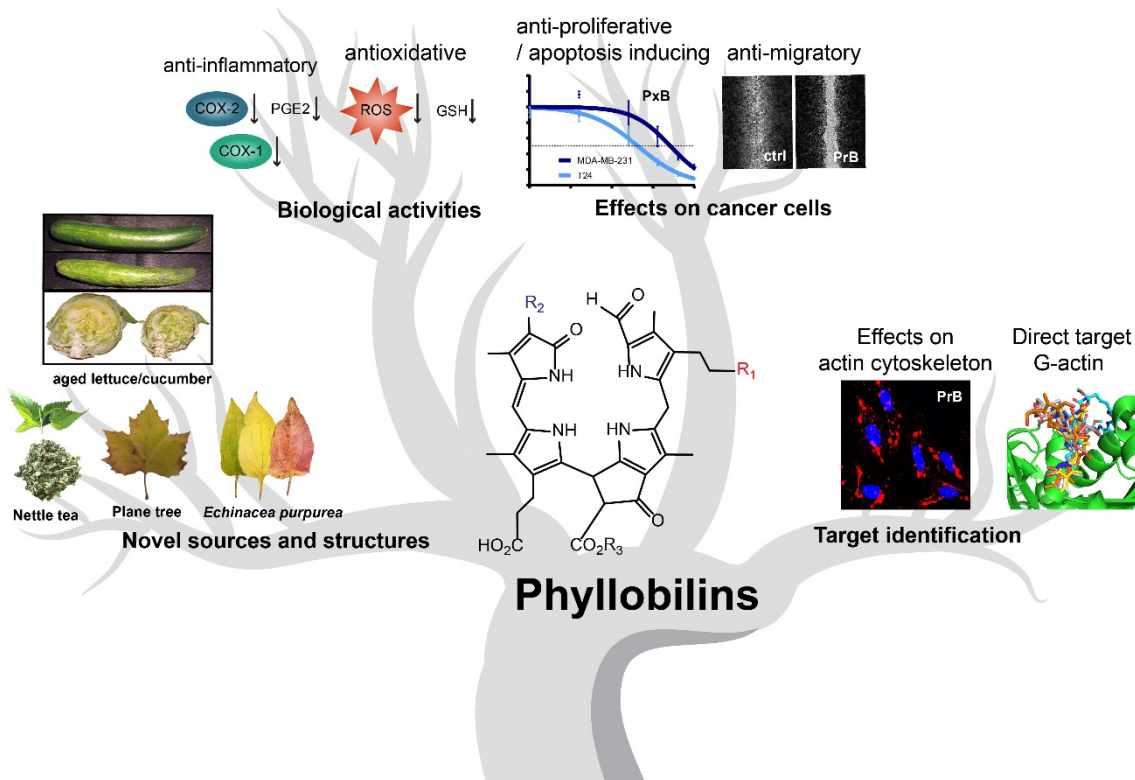 anti-inflammatory
COX-2
PGE2
COX-1
antioxidative
ROS
GSH
Biological activities
anti-proliferative
/ apoptosis inducing
PxB
MDA-MB-231
T24
anti-migratory
ctrl
PrB
Effects on cancer cells
aged lettuce/cucumber
Nettle tea
Plane tree
Echinacea purpurea
Novel sources and structures
R2
O
NH
H
O
HN
R1
NH
HN
O
HO2C
CO2R3
Effects on
actin cytoskeleton
PrB
Direct target
G-actin
Target identification
Phyllobilins